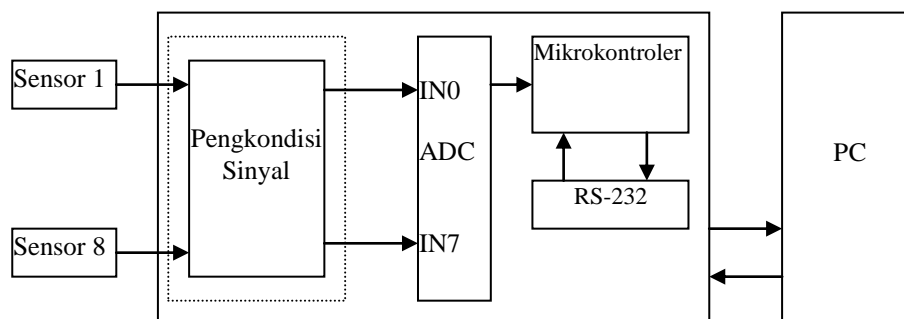 Sensor 1
Sensor 8
Pengkondisi
Sinyal
IN0
ADC
IN7
Mikrokontroler
RS-232
PC